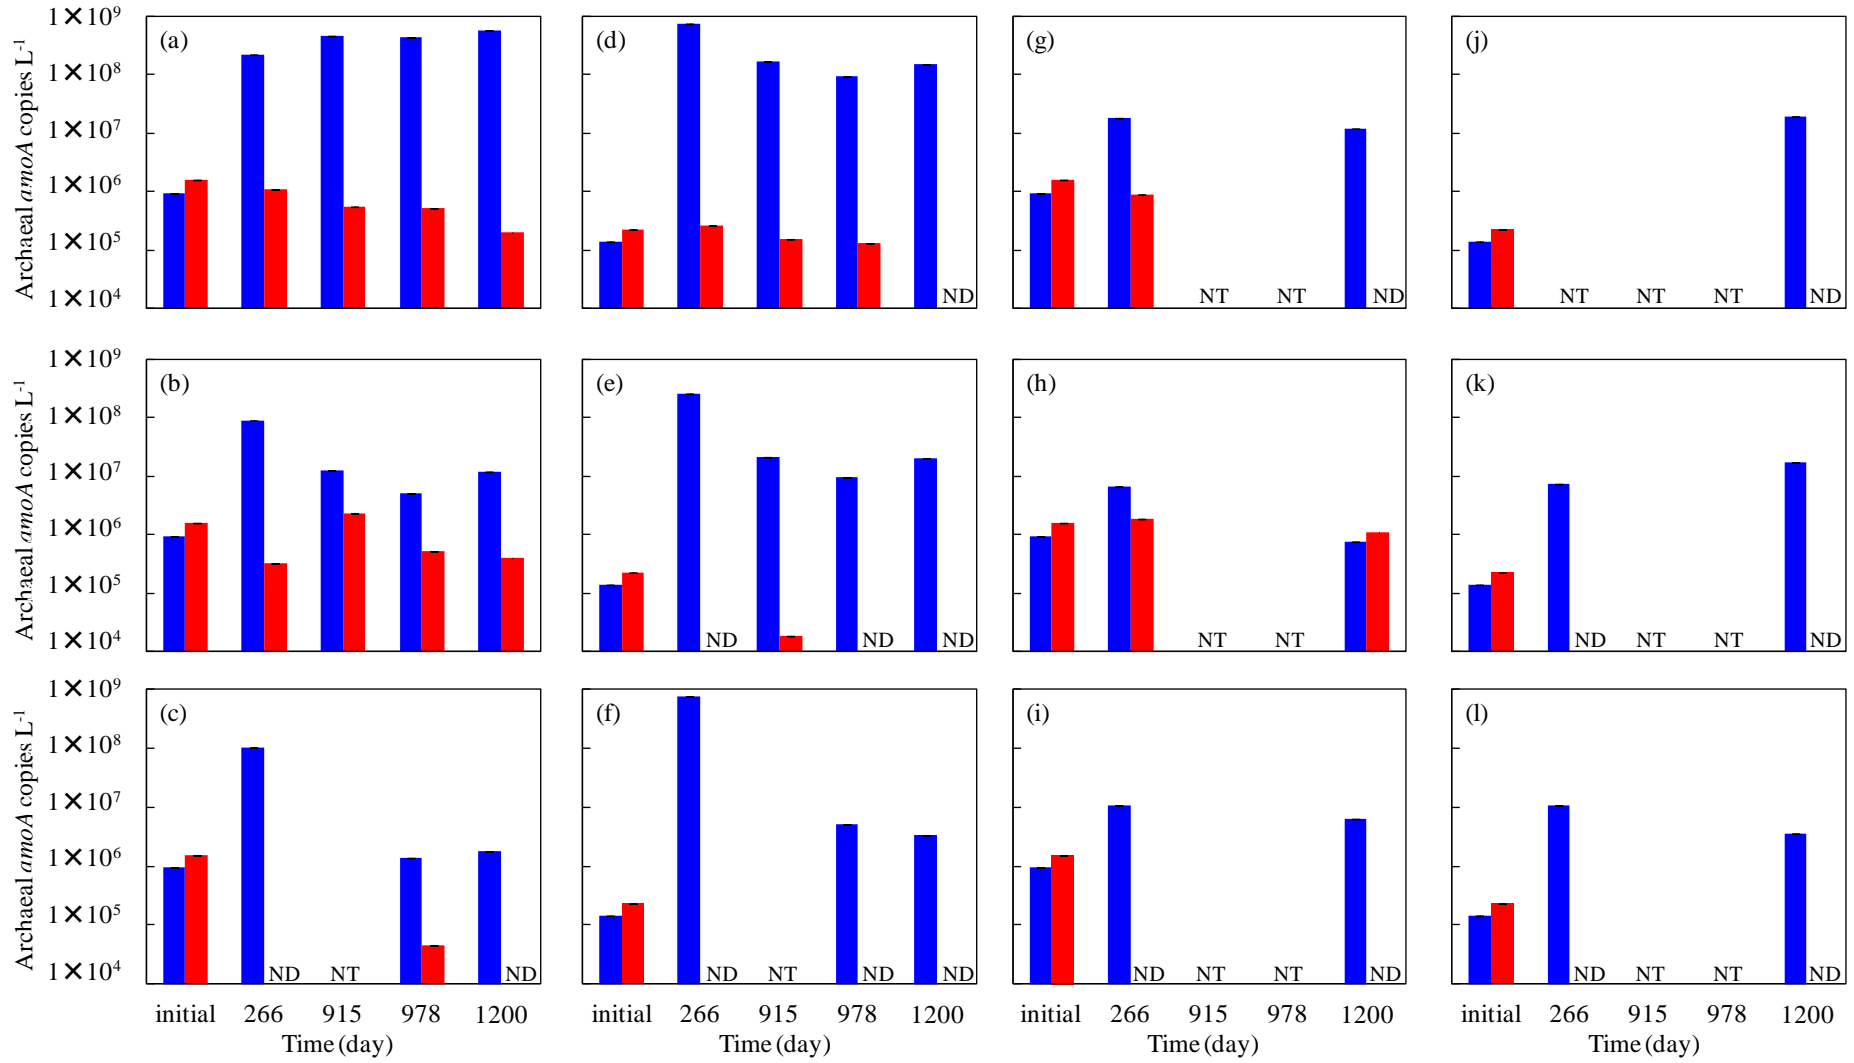 1×10⁹
(a)
(d)
(g)
(j)
1×10⁸
1×10⁷
1×10⁶
1×10⁵
1×10⁴
Archaeal amoA copies L⁻¹
ND
NT
NT
ND
NT
NT
NT
ND
1×10⁹
(b)
(e)
(h)
(k)
1×10⁸
1×10⁷
1×10⁶
1×10⁵
1×10⁴
Archaeal amoA copies L⁻¹
ND
ND
ND
NT
NT
ND
NT
NT
ND
1×10⁹
(c)
(f)
(i)
(l)
1×10⁸
1×10⁷
1×10⁶
1×10⁵
1×10⁴
Archaeal amoA copies L⁻¹
ND
NT
ND
ND
NT
ND
ND
ND
NT
NT
ND
ND
NT
NT
ND
initial 266 915 978 1200
Time (day)
initial 266 915 978 1200
Time (day)
initial 266 915 978 1200
Time (day)
initial 266 915 978 1200
Time (day)